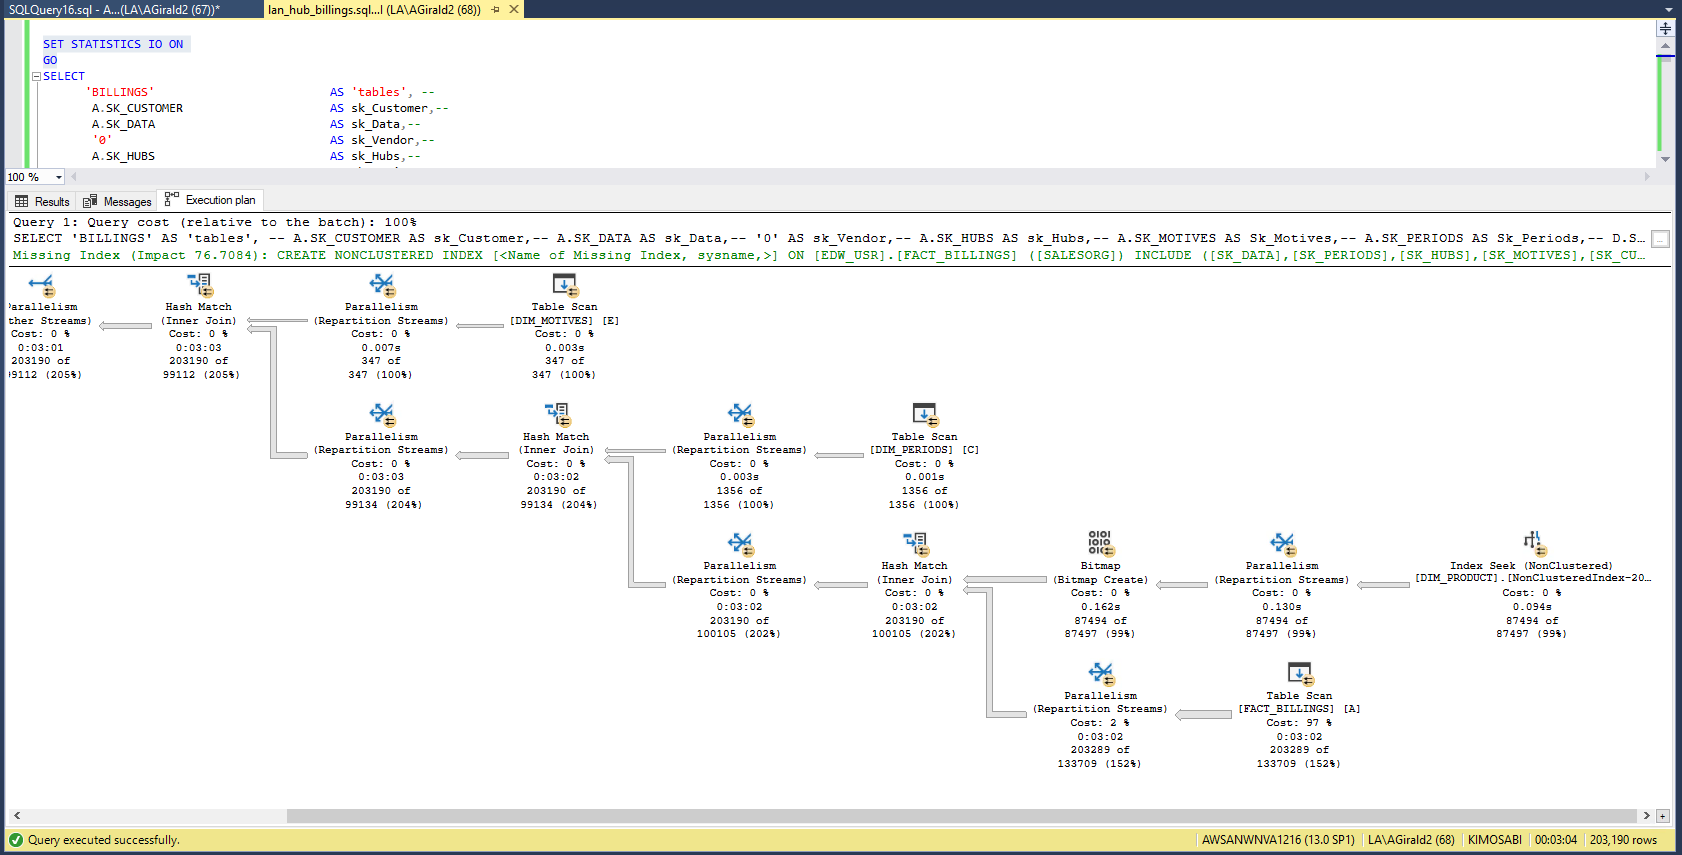 SQLQuery16.sql - A...(LA\AGirald2 (67))*
lan_hub_billings.sql...l (LA\AGirald2 (68))
SET STATISTICS IO ON
GO
SELECT
'BILLINGS' AS 'tables', --
A.SK_CUSTOMER AS sk_Customer,--
A.SK_DATA AS sk_Data,--
'0' AS sk_Vendor,--
A.SK_HUBS AS sk_Hubs,--
100 %
Results Messages Execution plan
Query 1: Query cost (relative to the batch): 100%
SELECT 'BILLINGS' AS 'tables', -- A.SK_CUSTOMER AS sk_Customer,-- A.SK_DATA AS sk_Data,-- '0' AS sk_Vendor,-- A.SK_HUBS AS sk_Hubs,-- A.SK_MOTIVES AS Sk_Motives,-- A.SK_PERIODS AS Sk_Periods,-- D.S...
Missing Index (Impact 76.7084): CREATE NONCLUSTERED INDEX [<Name of Missing Index, sysname,>] ON [EDW_USR].[FACT_BILLINGS] ([SALESORG]) INCLUDE ([SK_DATA],[SK_PERIODS],[SK_HUBS],[SK_MOTIVES],[SK_CU...
Parallelism
ther Streams)
Cost: 0 %
0:03:01
203190 of
99112 (205%)
Hash Match
(Inner Join)
Cost: 0 %
0:03:03
203190 of
99112 (205%)
Parallelism
(Repartition Streams)
Cost: 0 %
0.007s
347 of
347 (100%)
Table Scan
[DIM_MOTIVES] [E]
Cost: 0 %
0.003s
347 of
347 (100%)
Parallelism
(Repartition Streams)
Cost: 0 %
0:03:03
203190 of
99134 (204%)
Hash Match
(Inner Join)
Cost: 0 %
0:03:02
203190 of
99134 (204%)
Parallelism
(Repartition Streams)
Cost: 0 %
0.003s
1356 of
1356 (100%)
Table Scan
[DIM_PERIODS] [C]
Cost: 0 %
0.001s
1356 of
1356 (100%)
Parallelism
(Repartition Streams)
Cost: 0 %
0:03:02
203190 of
100105 (202%)
Hash Match
(Inner Join)
Cost: 0 %
0:03:02
203190 of
100105 (202%)
Bitmap
(Bitmap Create)
Cost: 0 %
0.162s
87494 of
87497 (99%)
Parallelism
(Repartition Streams)
Cost: 0 %
0.130s
87494 of
87497 (99%)
Index Seek (NonClustered)
[DIM_PRODUCT].[NonClusteredIndex-20...
Cost: 0 %
0.094s
87494 of
87497 (99%)
Parallelism
(Repartition Streams)
Cost: 2 %
0:03:02
203289 of
133709 (152%)
Table Scan
[FACT_BILLINGS] [A]
Cost: 97 %
0:03:02
203289 of
133709 (152%)
Query executed successfully.
AWSANWNVA1216 (13.0 SP1) LA\AGirald2 (68) KIMOSABI 00:03:04 203,190 rows